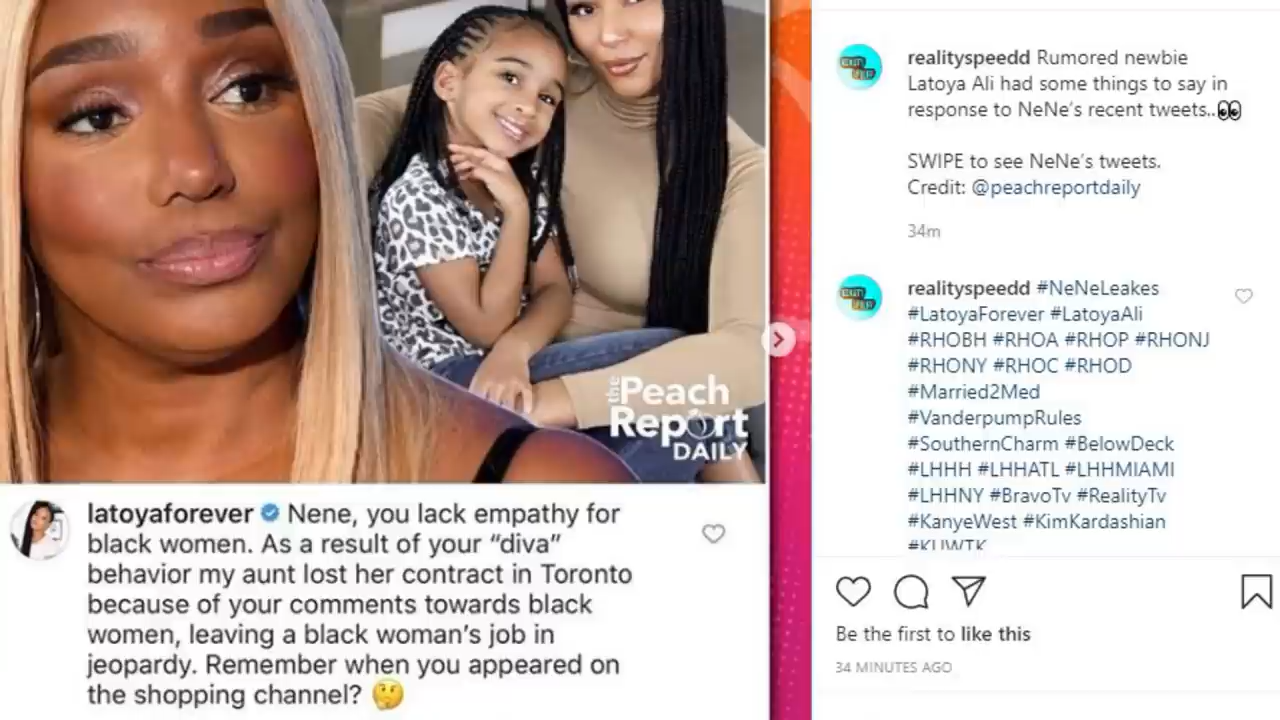 the Peach
Report
DAILY
latoyaforever Nene, you lack empathy for
black women. As a result of your “diva”
behavior my aunt lost her contract in Toronto
because of your comments towards black
women, leaving a black woman’s job in
jeopardy. Remember when you appeared on
the shopping channel? 🤔
realityspeedd Rumored newbie
Latoya Ali had some things to say in
response to NeNe’s recent tweets..👀
SWIPE to see NeNe’s tweets.
Credit: @peachreportdaily
34m
realityspeedd #NeNeLeakes
#LatoyaForever #LatoyaAli
#RHOBH #RHOA #RHOP #RHONJ
#RHONY #RHOC #RHOD
#Married2Med
#VanderpumpRules
#SouthernCharm #BelowDeck
#LHHH #LHHATL #LHHMIAMI
#LHHNY #BravoTv #RealityTv
#KanyeWest #KimKardashian
#KUWTK
Be the first to like this
34 MINUTES AGO